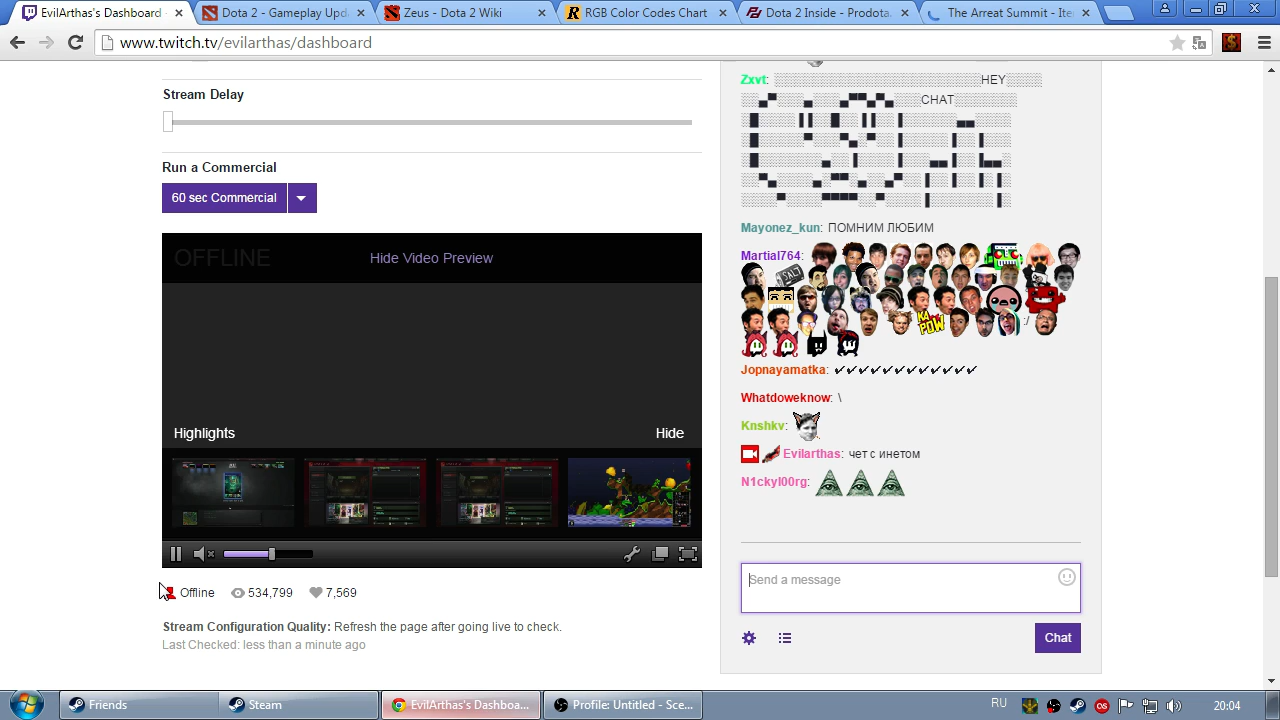 EvilArthas's Dashboard -
Dota 2 - Gameplay Upd
Zeus - Dota 2 Wiki
RGB Color Codes Chart
Dota 2 Inside - Prodota.
The Arreat Summit - Ite
www.twitch.tv/evilarthas/dashboard
Stream Delay
Run a Commercial
60 sec Commercial
OFFLINE
Hide Video Preview
Highlights
Hide
Offline
534,799
7,569
Stream Configuration Quality: Refresh the page after going live to check.
Last Checked: less than a minute ago
Zxvt: HEY
CHAT
Mayonez_kun: ПОМНИМ ЛЮБИМ
Martial764:
SALT
KA
POW
:/
Jopnayamatka: ✔✔✔✔✔✔✔✔✔✔✔✔
Whatdoweknow: \
Knshkv:
Evilarthas: чет с инетом
N1ckyl00rg:
Send a message
Chat
Friends
Steam
EvilArthas's Dashboa...
Profile: Untitled - Sce...
RU
20:04